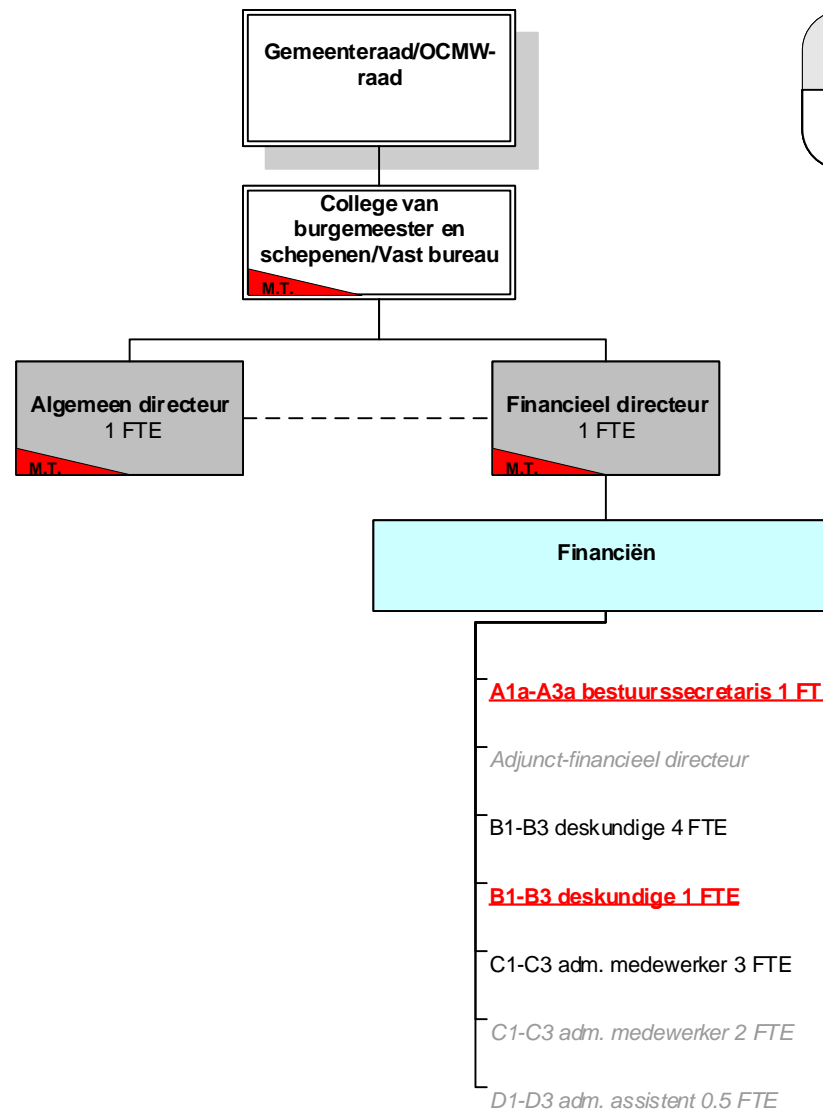 Gemeenteraad/OCMW-
raad
College van
burgemeester en
schepenen/Vast bureau
M.T.
Algemeen directeur
1 FTE
M.T.
Financieel directeur
1 FTE
M.T.
Financiën
A1a-A3a bestuurssecretaris 1 FT
Adjunct-financieel directeur
B1-B3 deskundige 4 FTE
B1-B3 deskundige 1 FTE
C1-C3 adm. medewerker 3 FTE
C1-C3 adm. medewerker 2 FTE
D1-D3 adm. assistent 0.5 FTE